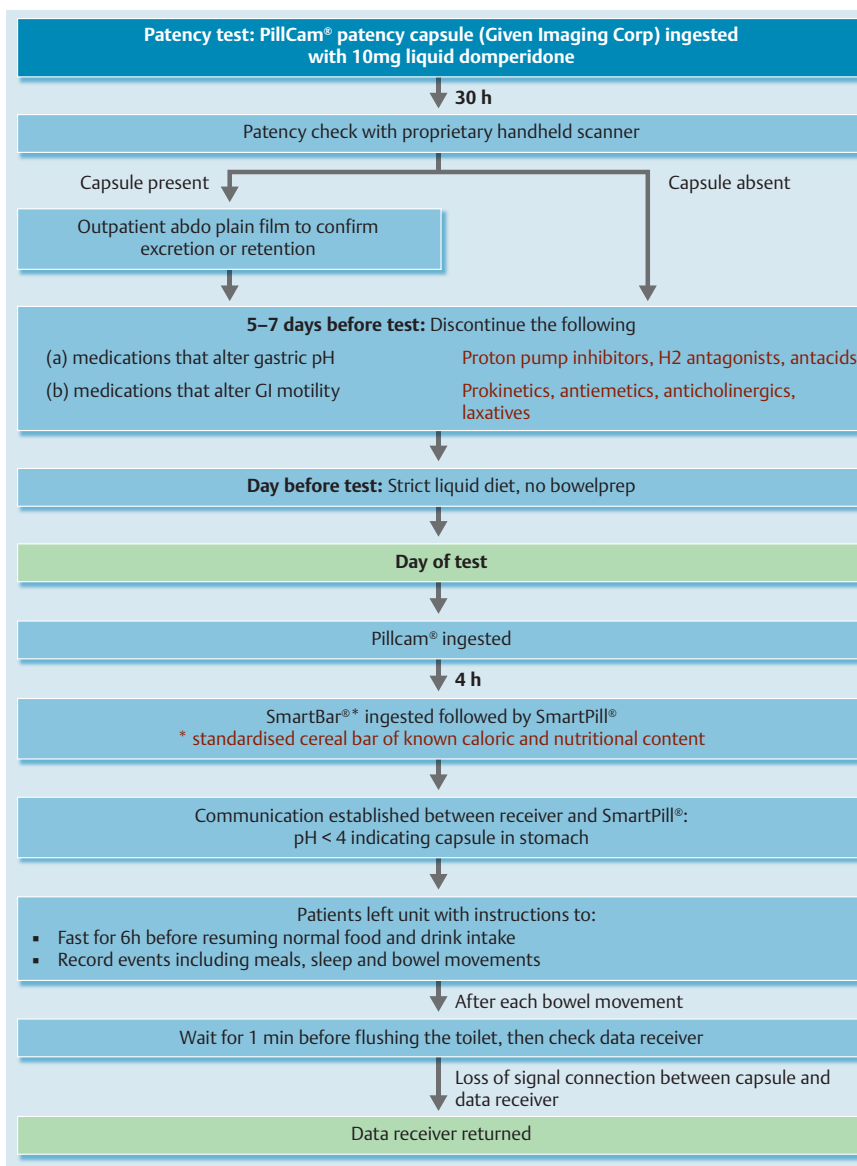 Patency test: PillCam® patency capsule (Given Imaging Corp) ingested
with 10mg liquid domperidone
30 h
Patency check with proprietary handheld scanner
Capsule present
Capsule absent
Outpatient abdo plain film to confirm
excretion or retention
5–7 days before test: Discontinue the following
(a) medications that alter gastric pH
Proton pump inhibitors, H2 antagonists, antacids
(b) medications that alter GI motility
Prokinetics, antiemetics, anticholinergics,
laxatives
Day before test: Strict liquid diet, no bowelprep
Day of test
Pillcam® ingested
4 h
SmartBar®* ingested followed by SmartPill®
* standardised cereal bar of known caloric and nutritional content
Communication established between receiver and SmartPill®:
pH < 4 indicating capsule in stomach
Patients left unit with instructions to:
▪ Fast for 6h before resuming normal food and drink intake
▪ Record events including meals, sleep and bowel movements
After each bowel movement
Wait for 1 min before flushing the toilet, then check data receiver
Loss of signal connection between capsule and
data receiver
Data receiver returned